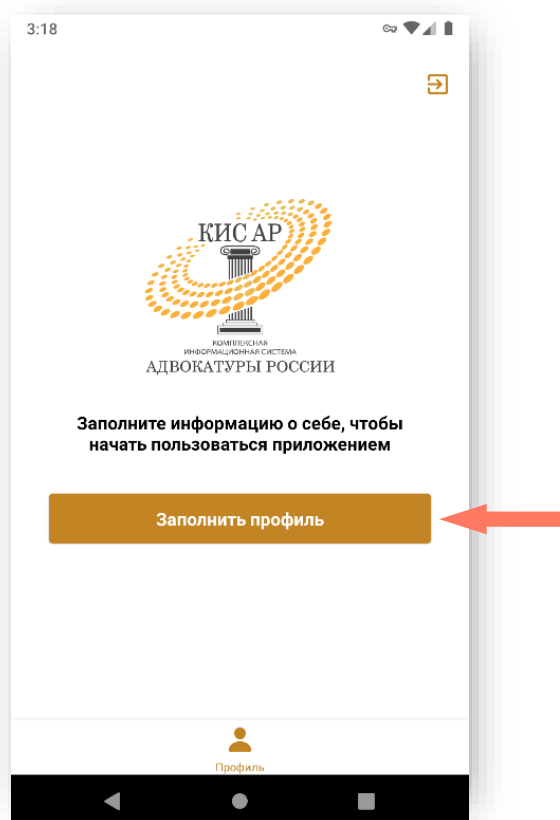 3:18
КИС АР
КОМПЛЕКСНАЯ
ИНФОРМАЦИОННАЯ СИСТЕМА
АДВОКАТУРЫ РОССИИ
Заполните информацию о себе, чтобы
начать пользоваться приложением
Заполнить профиль
Профиль